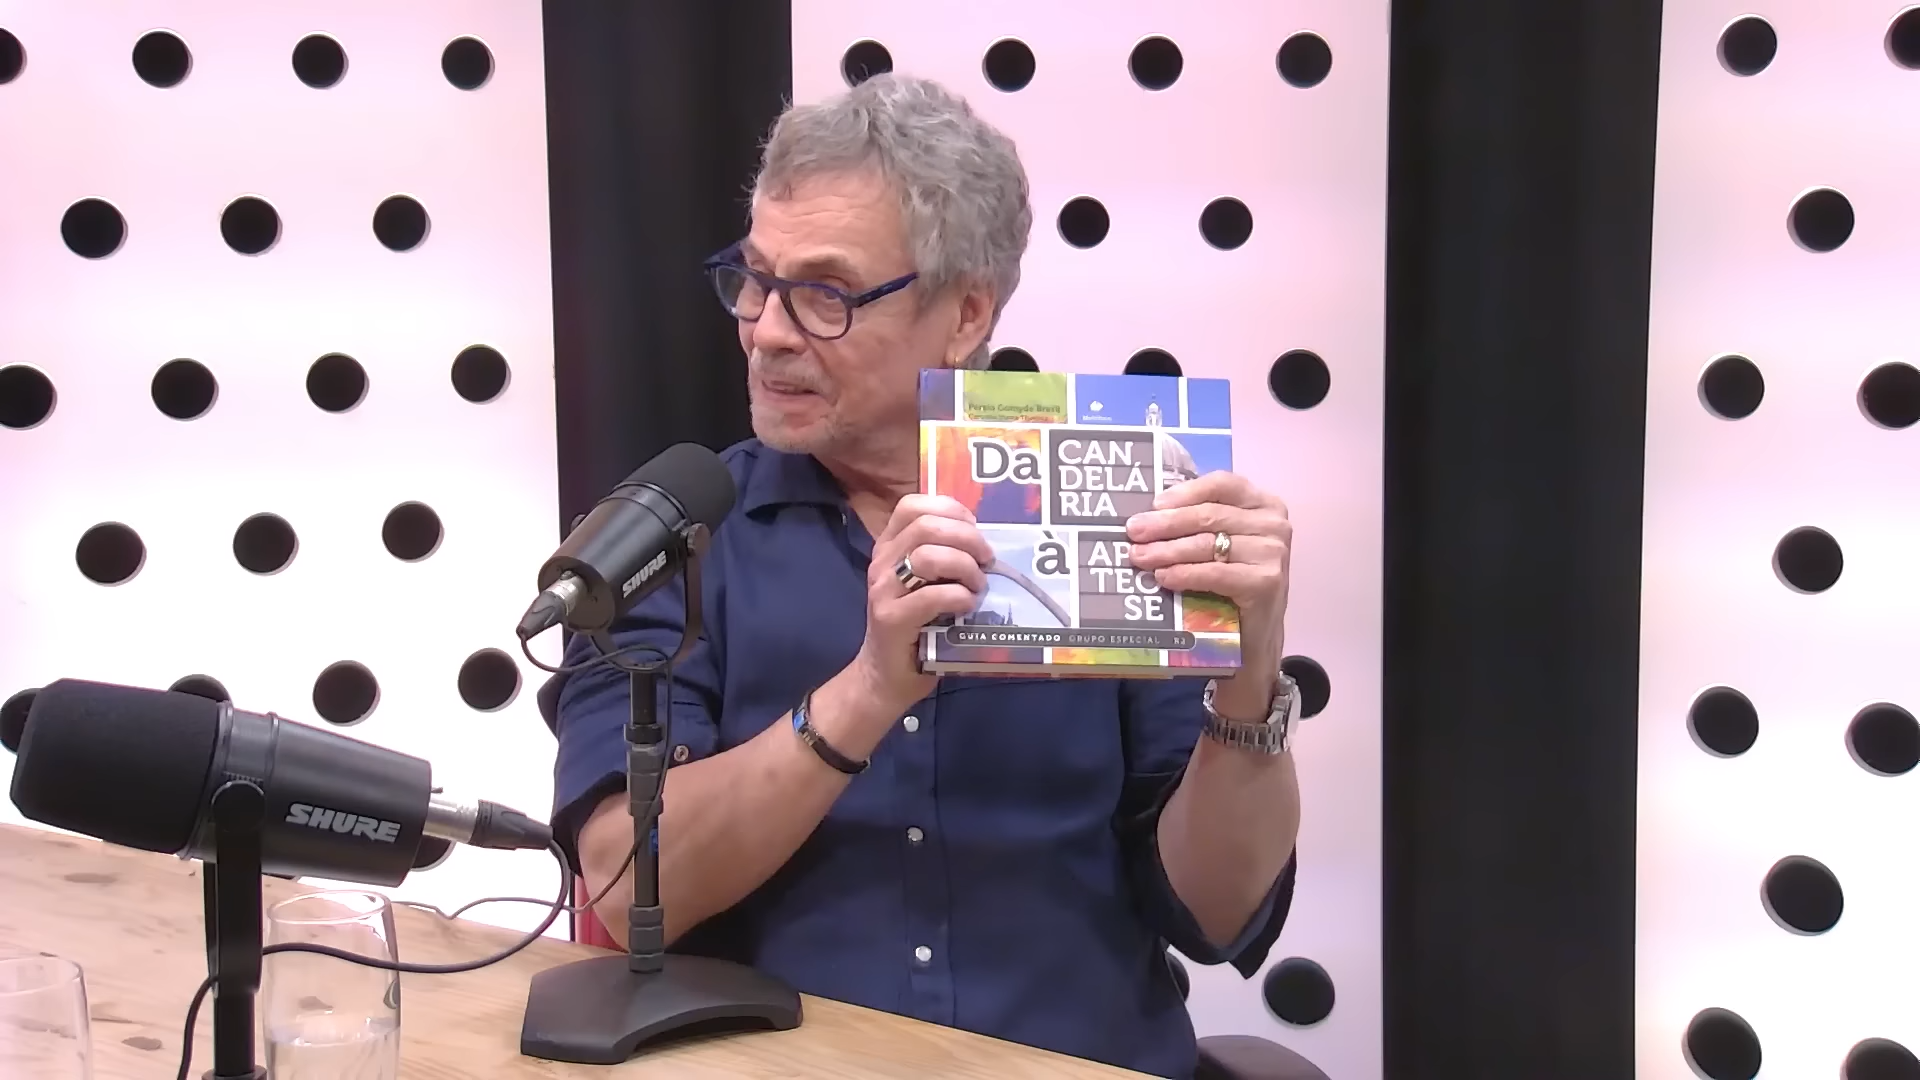 Da
CAN
DELÁ
RIA
à
AP
TEO
SE
GUIA COMENTADO GRUPO ESPECIAL
SHURE
SHURE